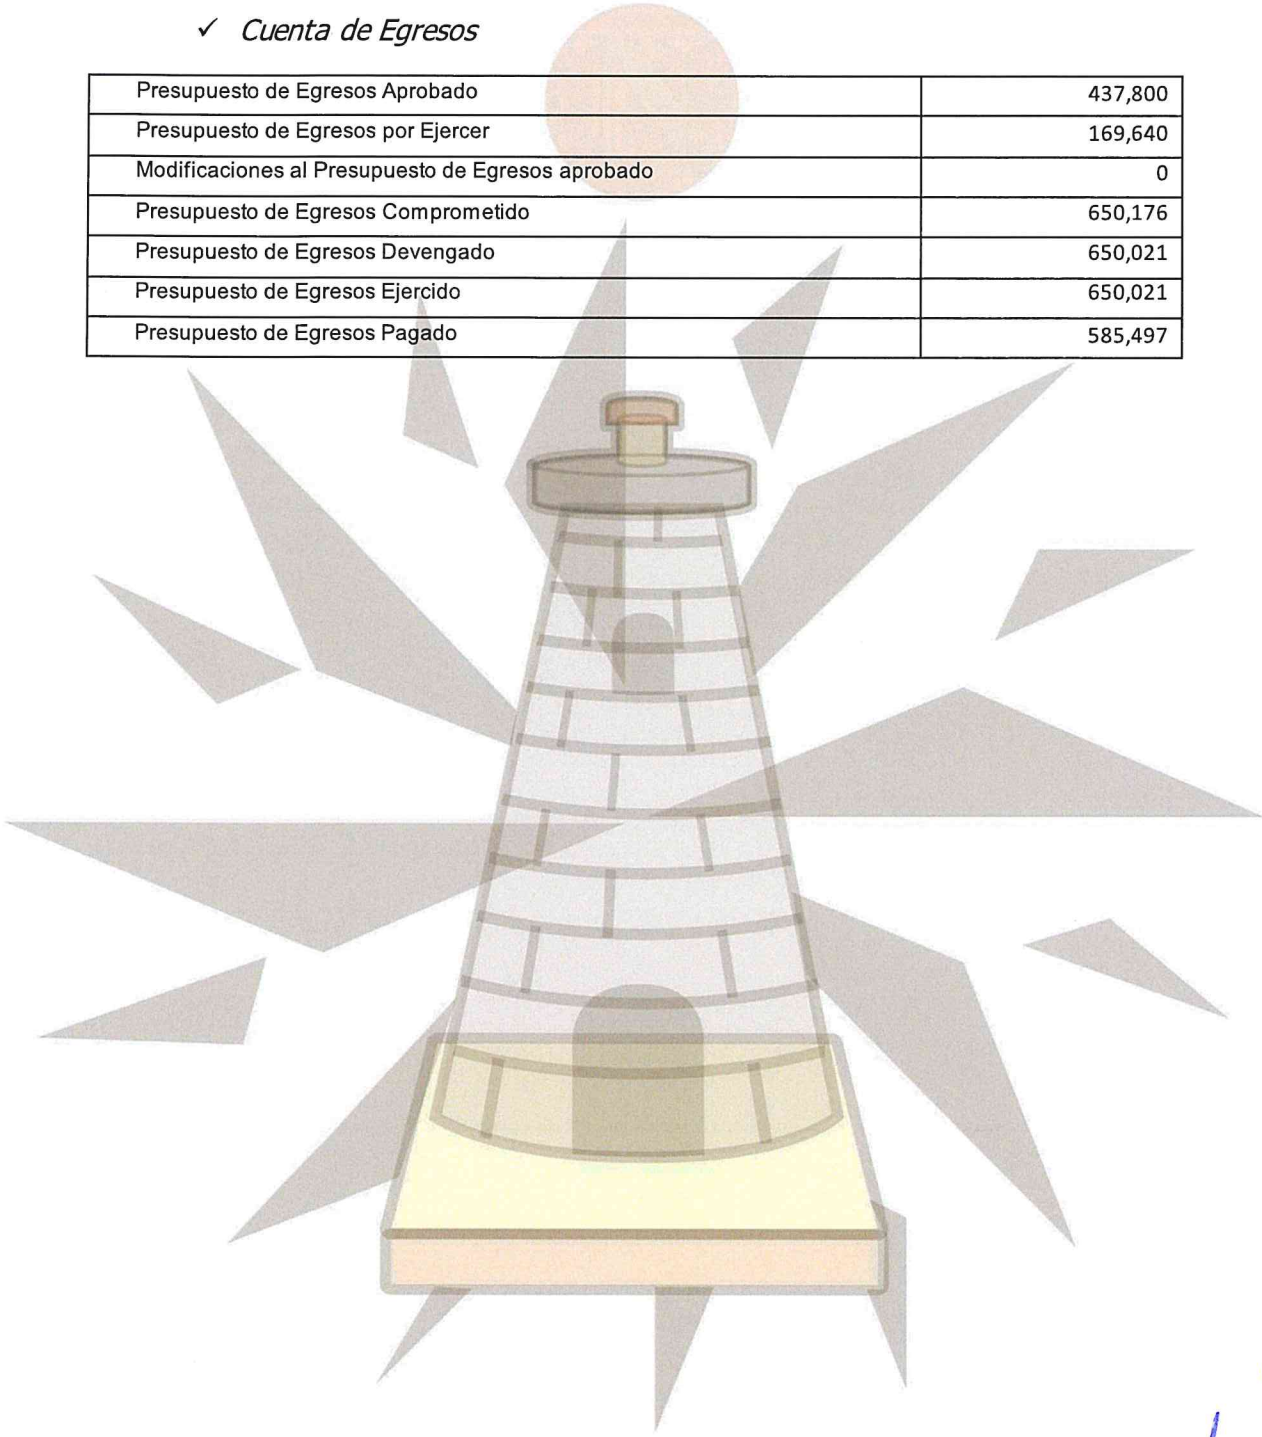 ✓ Cuenta de Egresos
Presupuesto de Egresos Aprobado 437,800
Presupuesto de Egresos por Ejercer 169,640
Modificaciones al Presupuesto de Egresos aprobado 0
Presupuesto de Egresos Comprometido 650,176
Presupuesto de Egresos Devengado 650,021
Presupuesto de Egresos Ejercido 650,021
Presupuesto de Egresos Pagado 585,497